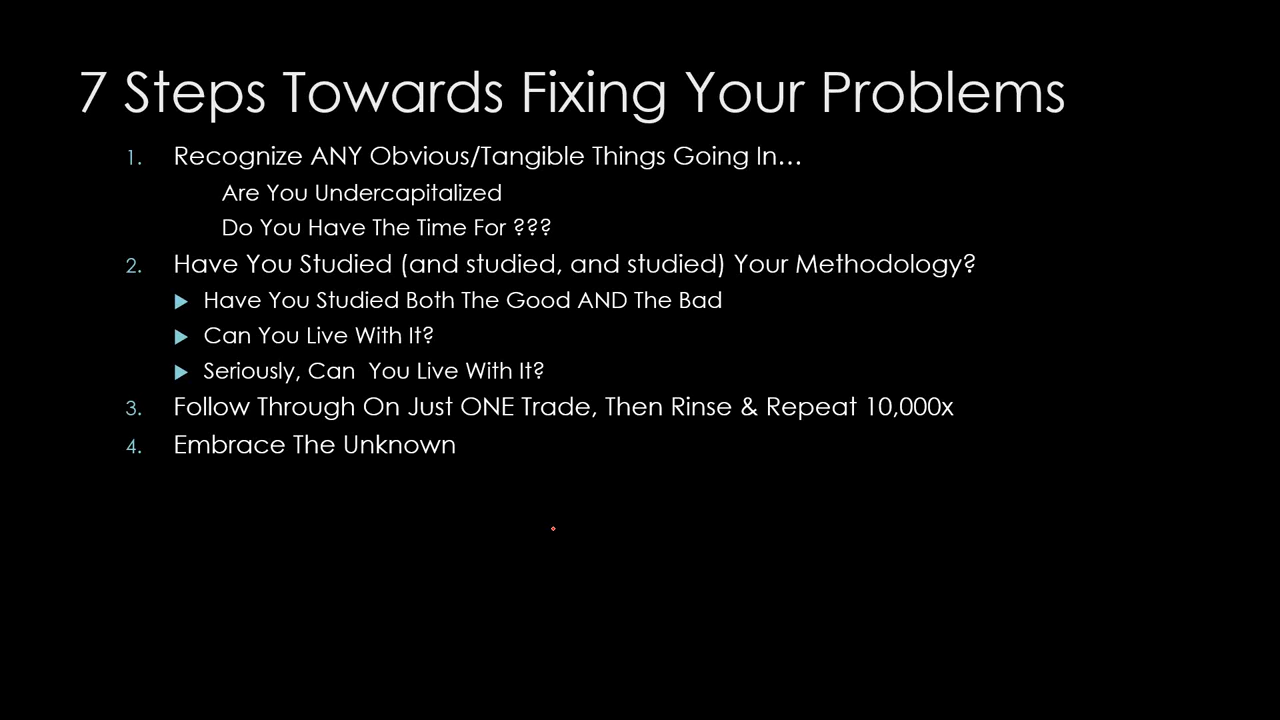 7 Steps Towards Fixing Your Problems
1. Recognize ANY Obvious/Tangible Things Going In...
Are You Undercapitalized
Do You Have The Time For ???
2. Have You Studied (and studied, and studied) Your Methodology?
Have You Studied Both The Good AND The Bad
Can You Live With It?
Seriously, Can  You Live With It?
3. Follow Through On Just ONE Trade, Then Rinse & Repeat 10,000x
4. Embrace The Unknown